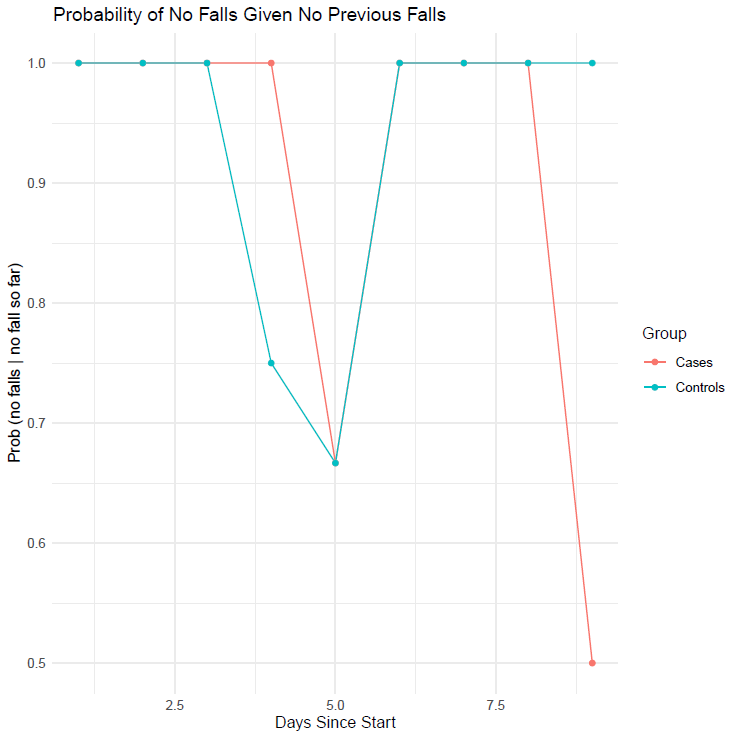 Probability of No Falls Given No Previous Falls
Prob (no falls | no fall so far)
1.0
0.9
0.8
0.7
0.6
0.5
2.5
5.0
7.5
Days Since Start
Group
Cases
Controls